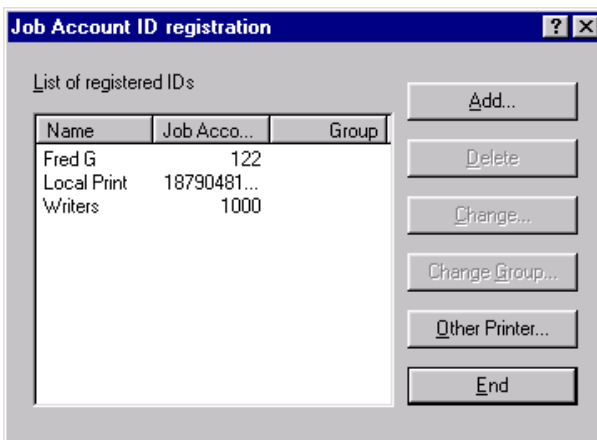 Job Account ID registration
List of registered IDs
Add...
Name Job Acco... Group
Fred G 122
Delete
Local Print 18790481...
Writers 1000
Change...
Change Group...
Other Printer...
End